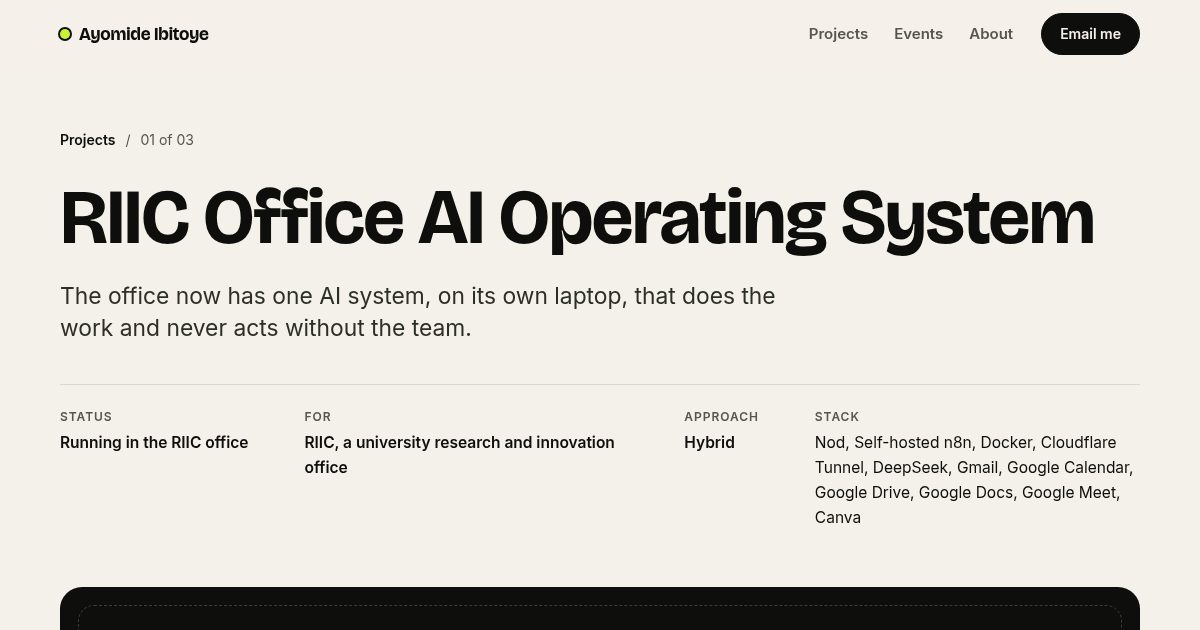 Ayomide Ibitoye
Projects Events About Email me
Projects / 01 of 03
RIIC Office AI Operating System
The office now has one AI system, on its own laptop, that does the
work and never acts without the team.
STATUS
Running in the RIIC office
FOR
RIIC, a university research and innovation
office
APPROACH
Hybrid
STACK
Nod, Self-hosted n8n, Docker, Cloudflare
Tunnel, DeepSeek, Gmail, Google Calendar,
Google Drive, Google Docs, Google Meet,
Canva